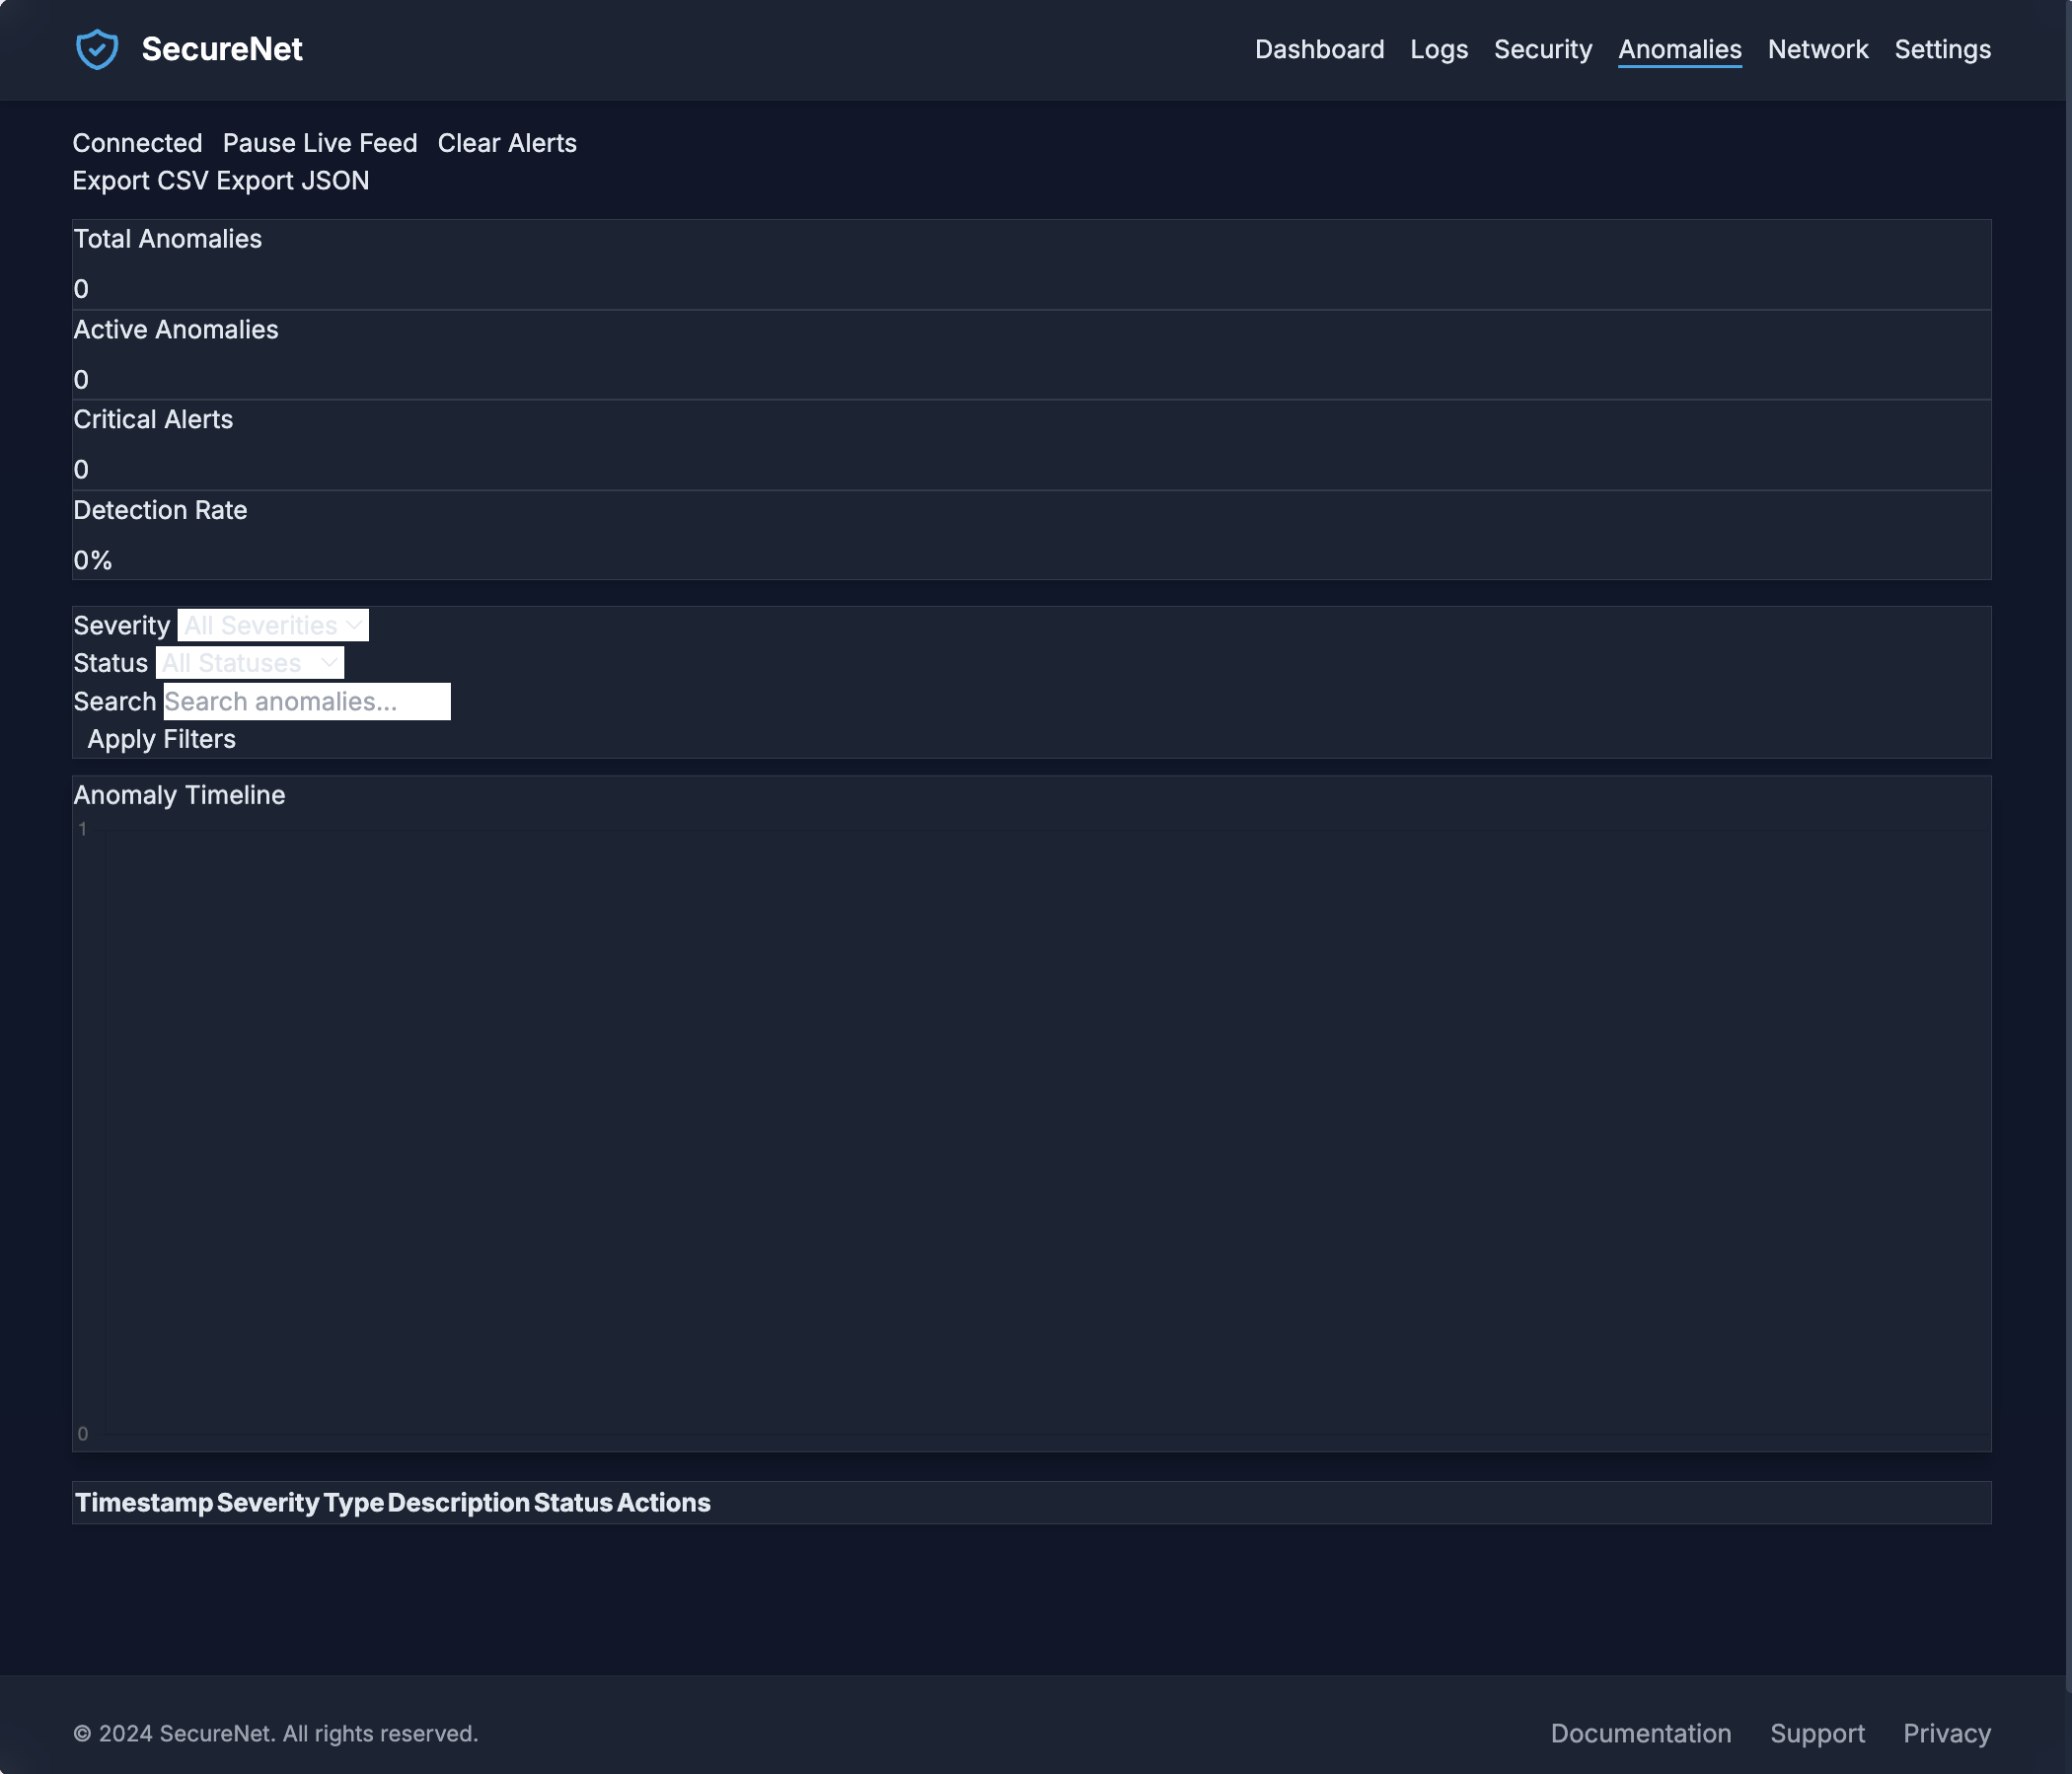 SecureNet
Dashboard Logs Security Anomalies Network Settings
Connected Pause Live Feed Clear Alerts
Export CSV Export JSON
Total Anomalies
0
Active Anomalies
0
Critical Alerts
0
Detection Rate
0%
Severity All Severities
Status All Statuses
Search Search anomalies...
Apply Filters
Anomaly Timeline
1
0
Timestamp Severity Type Description Status Actions
© 2024 SecureNet. All rights reserved.
Documentation Support Privacy